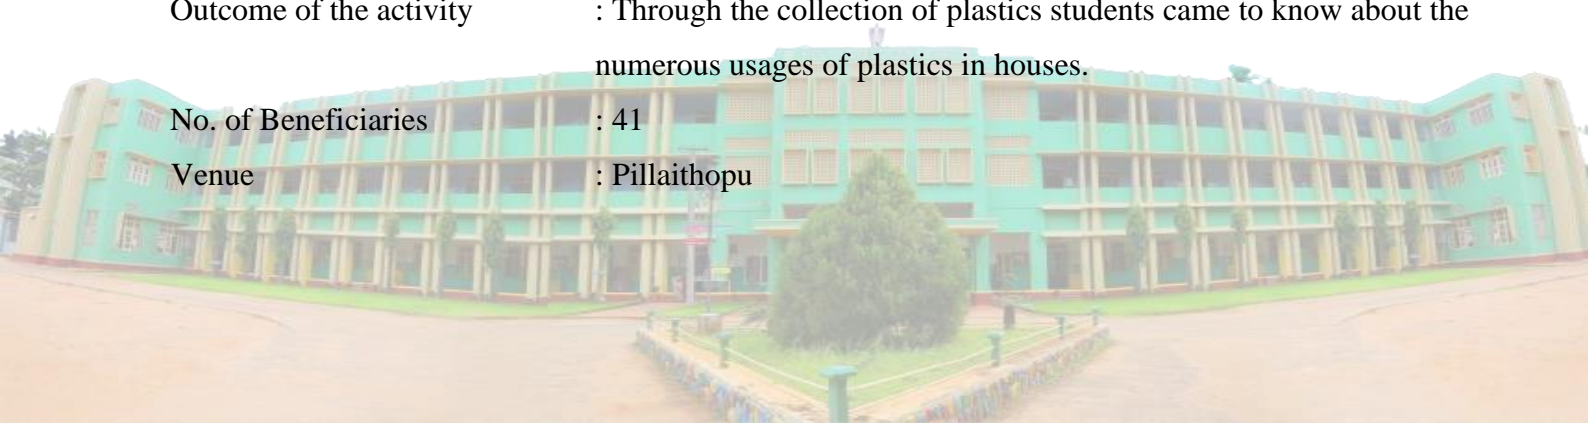 Outcome of the activity : Through the collection of plastics students came to know about the
numerous usages of plastics in houses.
No. of Beneficiaries : 41
Venue : Pillaithopu